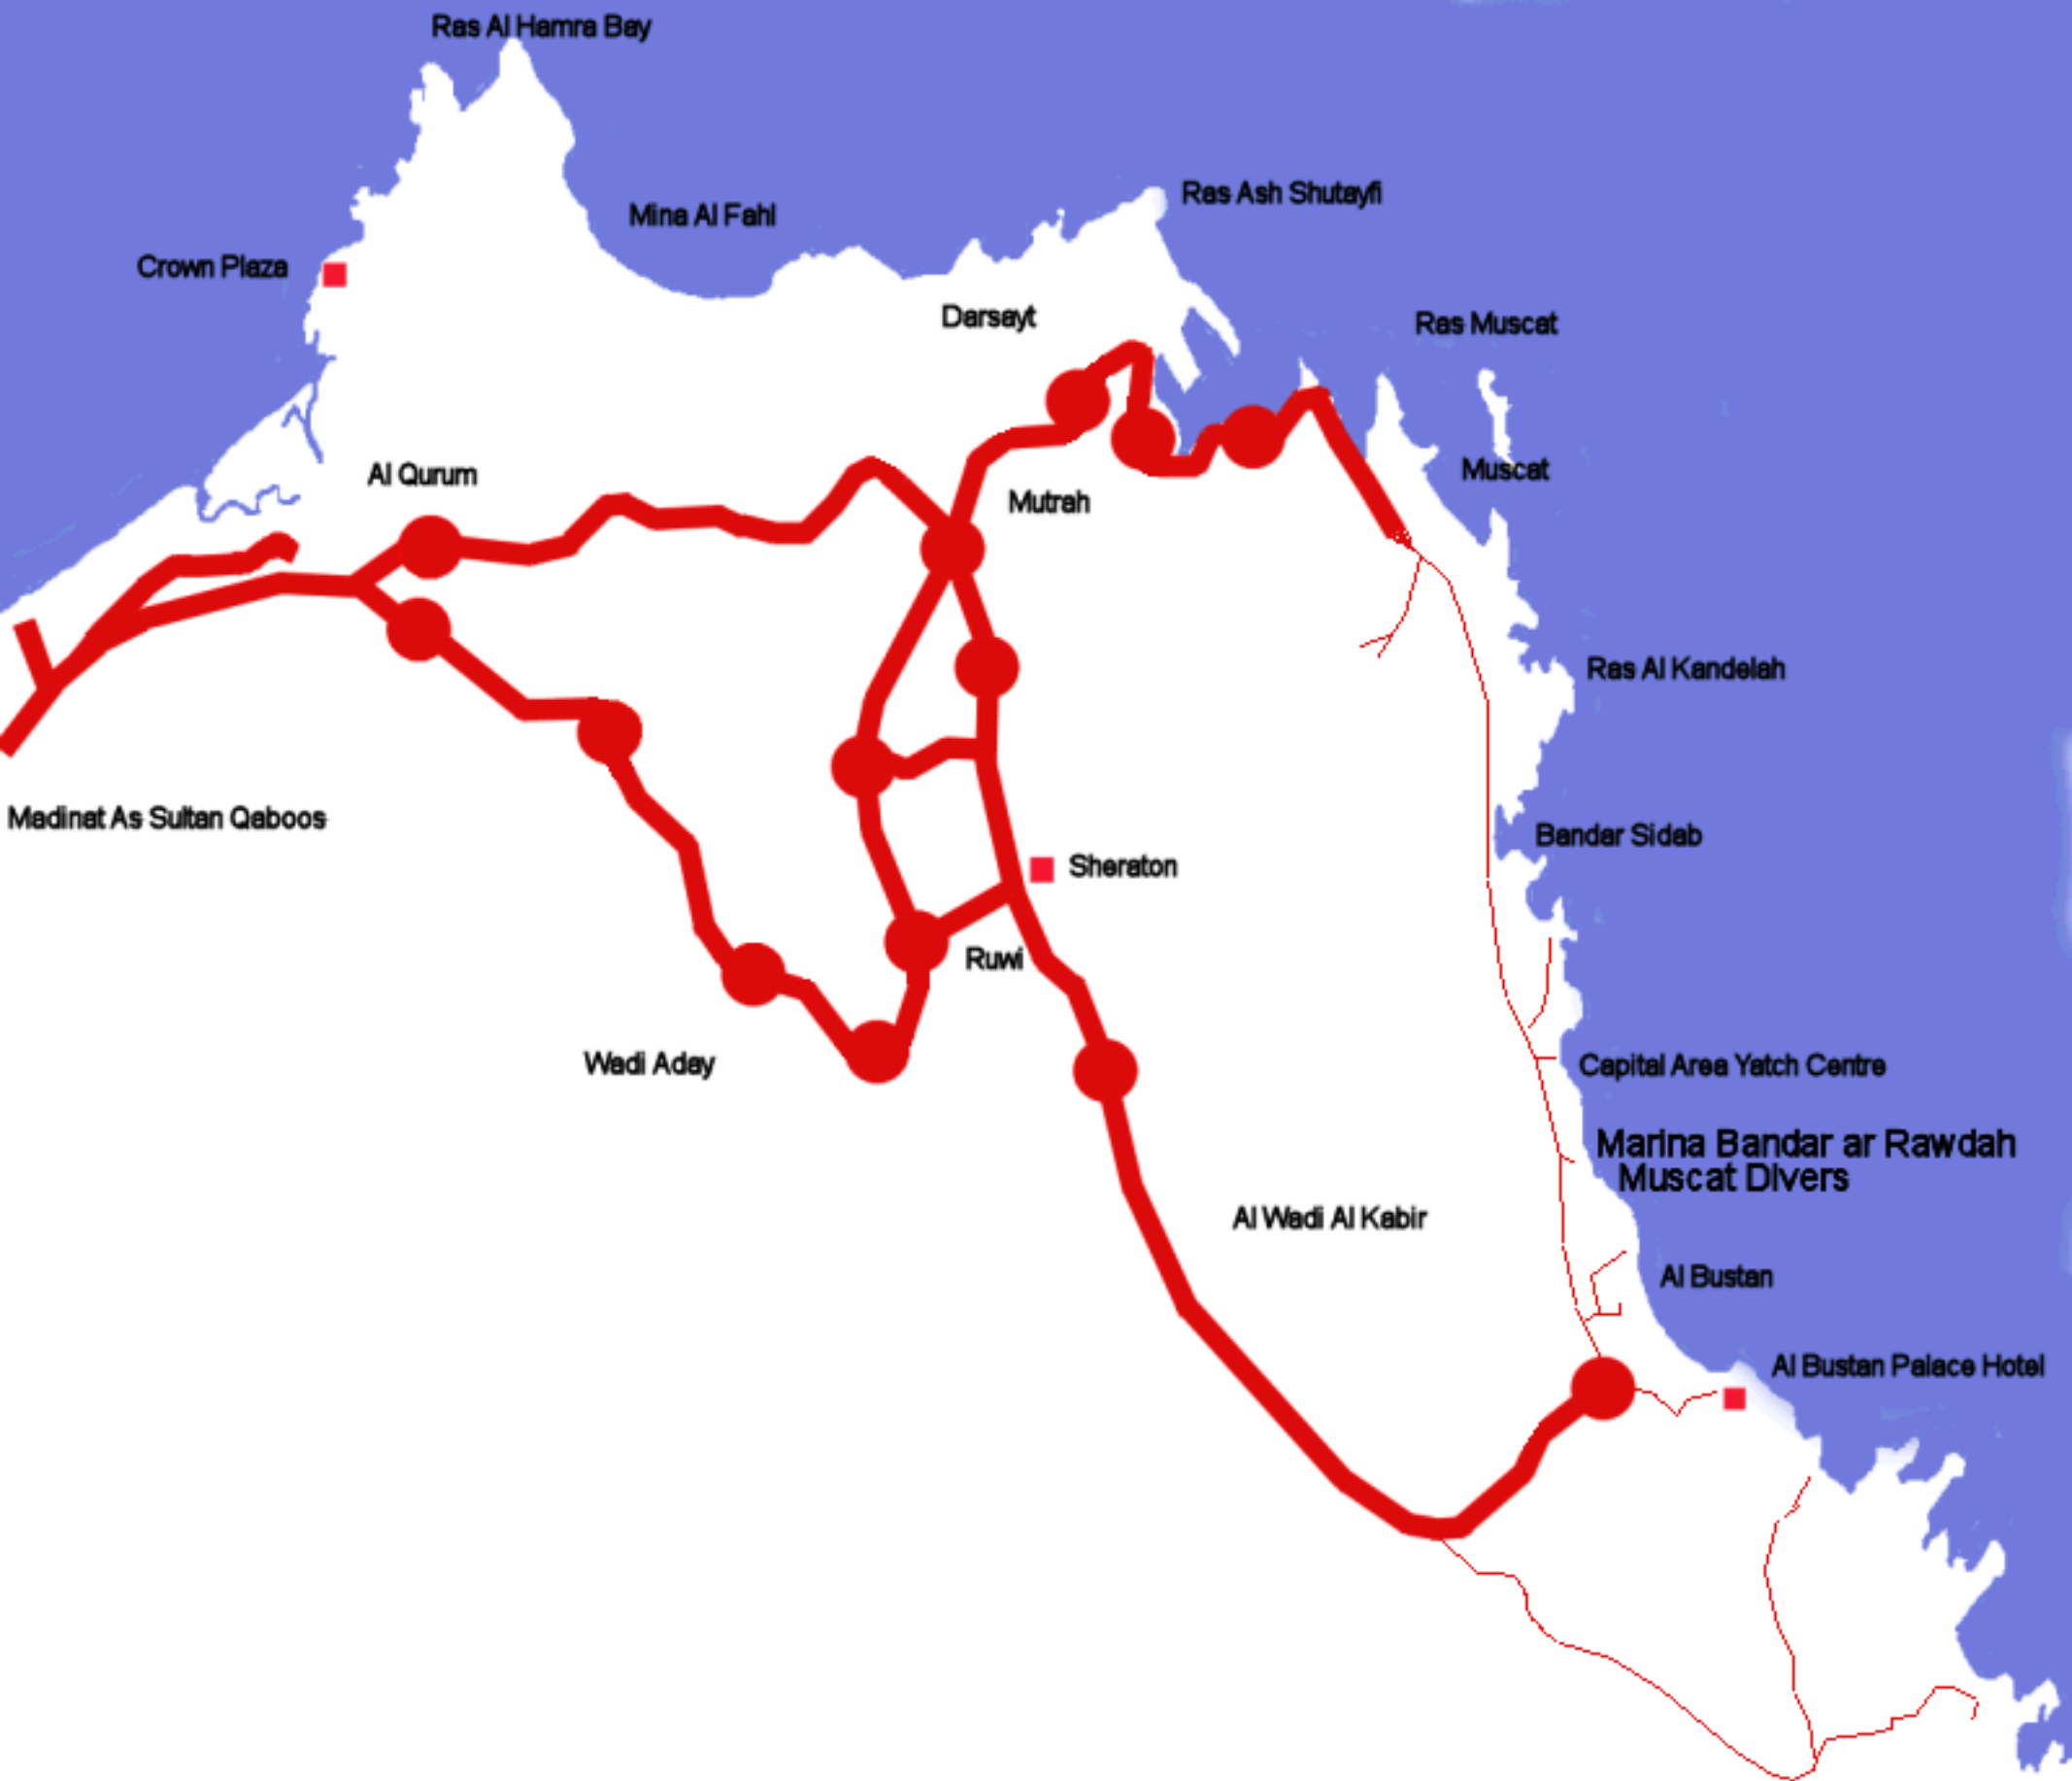 Ras Al Hamra Bay
Ras Ash Shutayfi
Mina Al Fahl
Crown Plaza
Darsayt
Ras Muscat
Muscat
Al Qurum
Mutrah
Ras Al Kandelah
Madinat As Sultan Qaboos
Bandar Sidab
Sheraton
Ruwi
Wadi Aday
Capital Area Yatch Centre
Marina Bandar ar Rawdah
Muscat Divers
Al Wadi Al Kabir
Al Bustan
Al Bustan Palace Hotel